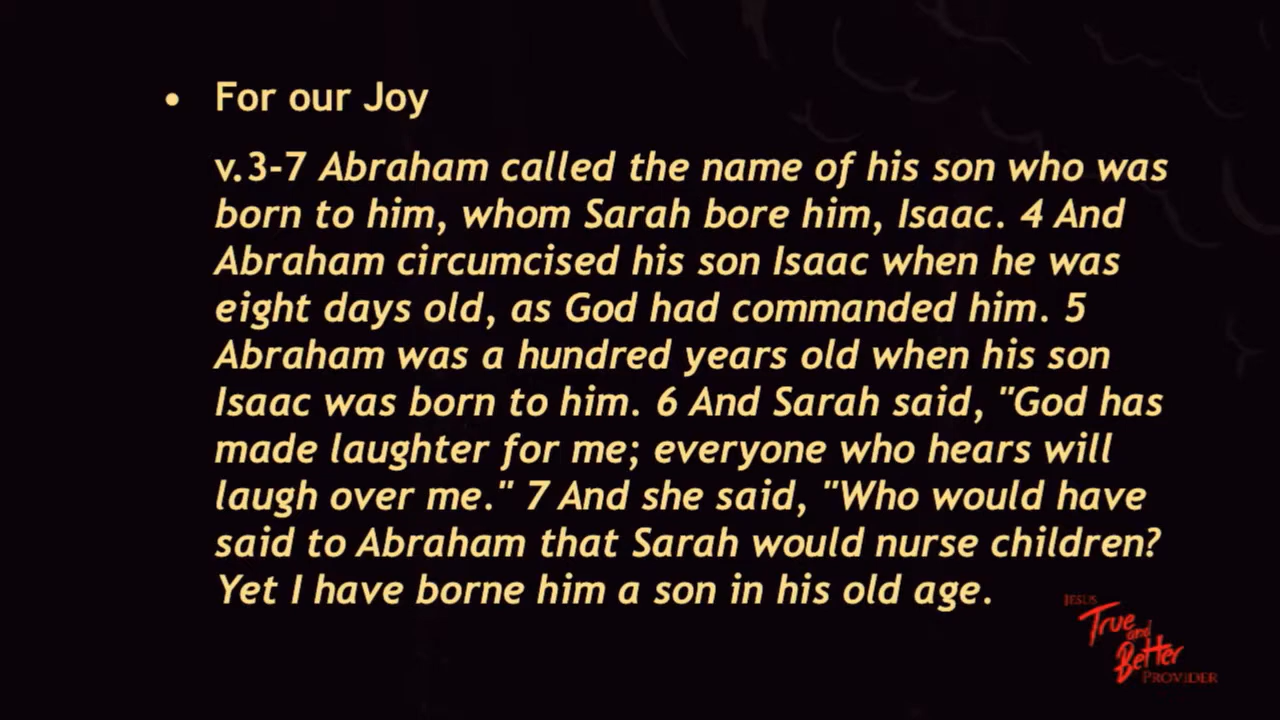 • For our Joy
v.3-7 Abraham called the name of his son who was
born to him, whom Sarah bore him, Isaac. 4 And
Abraham circumcised his son Isaac when he was
eight days old, as God had commanded him. 5
Abraham was a hundred years old when his son
Isaac was born to him. 6 And Sarah said, "God has
made laughter for me; everyone who hears will
laugh over me." 7 And she said, "Who would have
said to Abraham that Sarah would nurse children?
Yet I have borne him a son in his old age.
JESUS
True
and
Better
PROVIDER